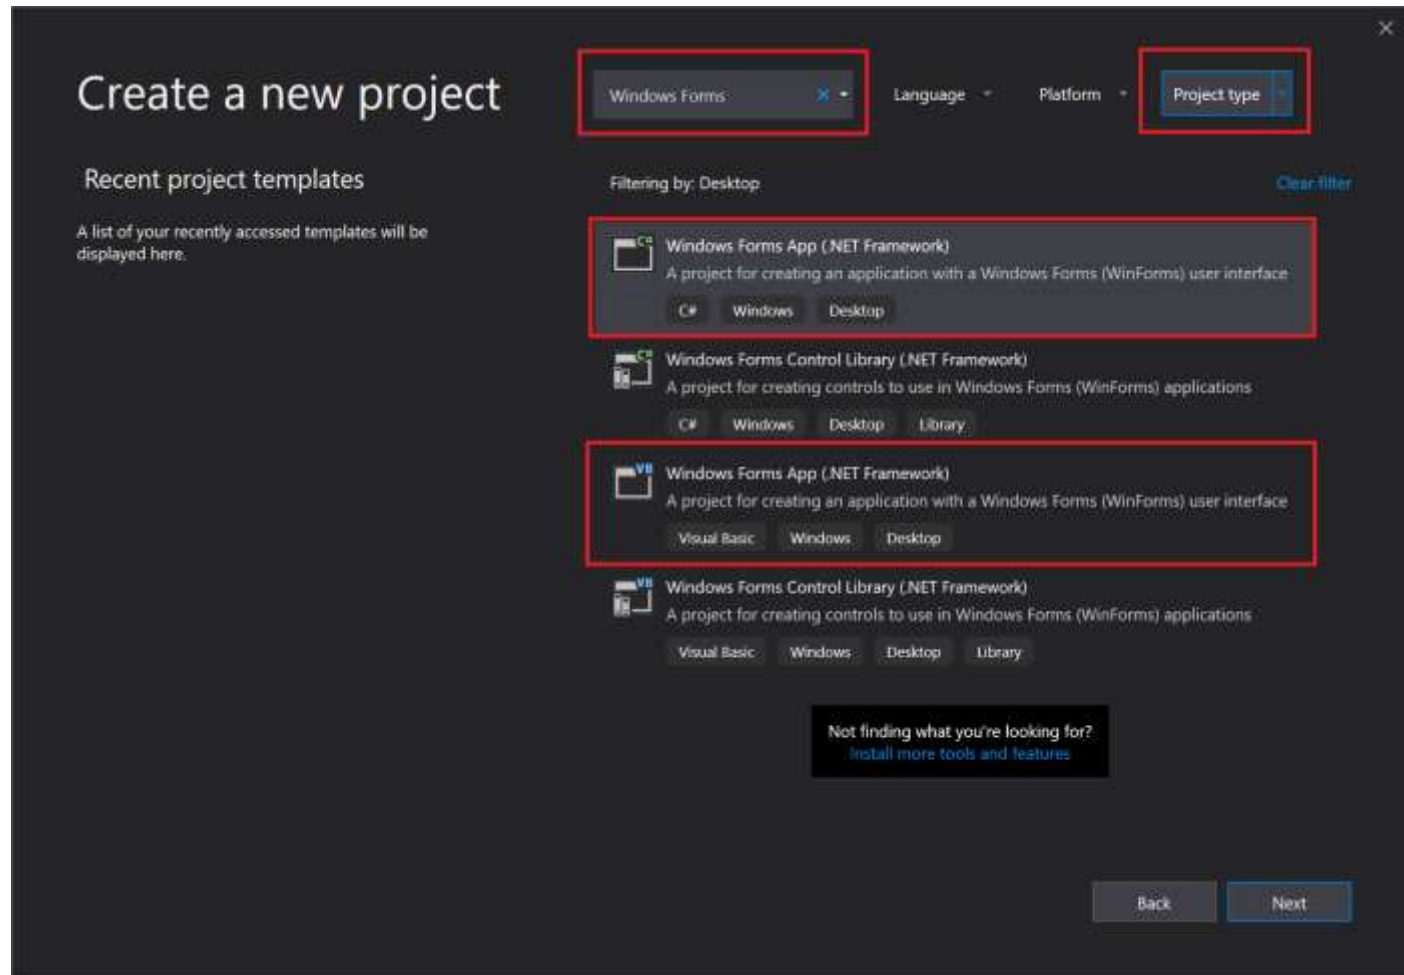 Create a new project
Windows Forms
Language
Platform
Project type
Recent project templates
A list of your recently accessed templates will be
displayed here.
Filtering by: Desktop
Clear filter
C#
Windows Forms App (.NET Framework)
A project for creating an application with a Windows Forms (WinForms) user interface
C# Windows Desktop
C#
Windows Forms Control Library (.NET Framework)
A project for creating controls to use in Windows Forms (WinForms) applications
C# Windows Desktop Library
VB
Windows Forms App (.NET Framework)
A project for creating an application with a Windows Forms (WinForms) user interface
Visual Basic Windows Desktop
VB
Windows Forms Control Library (.NET Framework)
A project for creating controls to use in Windows Forms (WinForms) applications
Visual Basic Windows Desktop Library
Not finding what you're looking for?
Install more tools and features
Back
Next